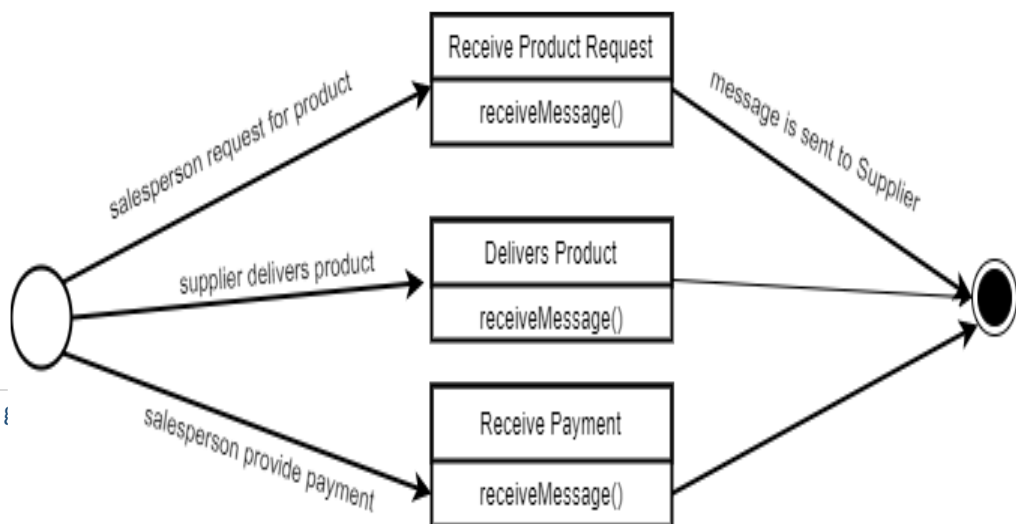 Receive Product Request
receiveMessage()
salesperson request for product
message is sent to Supplier
Delivers Product
receiveMessage()
supplier delivers product
Receive Payment
receiveMessage()
salesperson provide payment